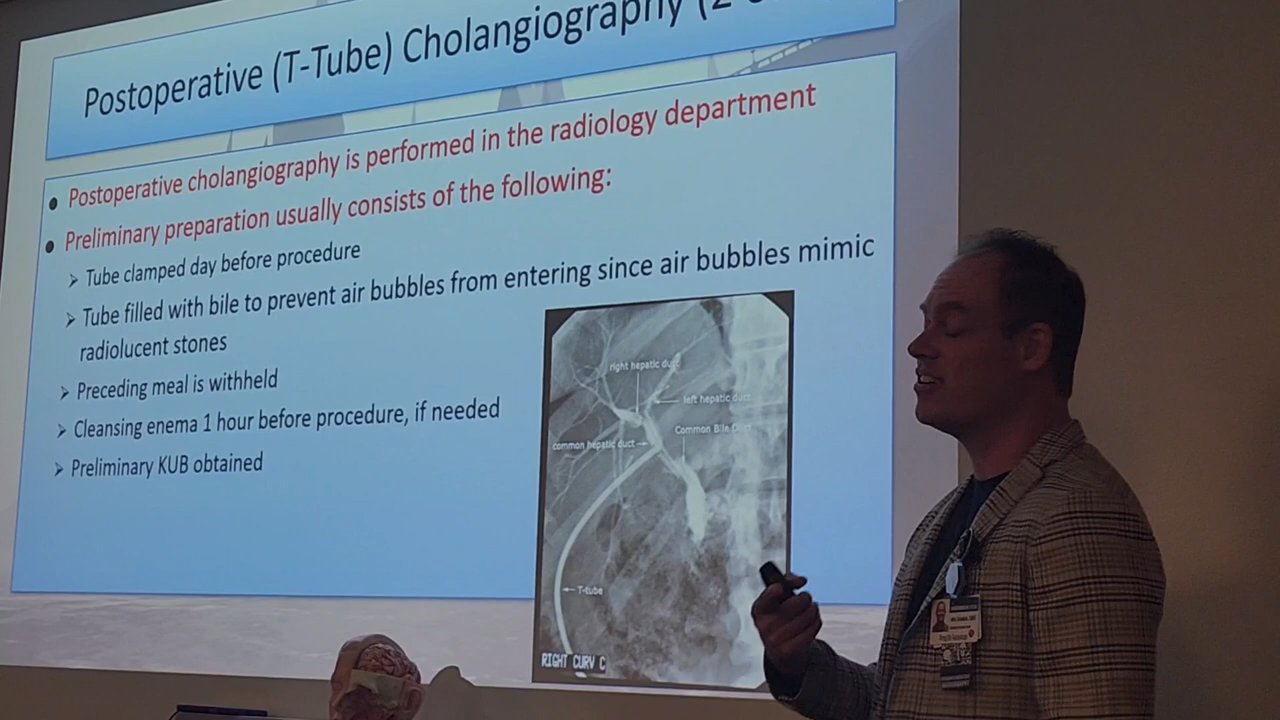 Postoperative (T-Tube) Cholangiography (2
• Postoperative cholangiography is performed in the radiology department
• Preliminary preparation usually consists of the following:
➢ Tube clamped day before procedure
➢ Tube filled with bile to prevent air bubbles from entering since air bubbles mimic
radiolucent stones
➢ Preceding meal is withheld
➢ Cleansing enema 1 hour before procedure, if needed
➢ Preliminary KUB obtained
right hepatic duct
left hepatic duct
Common Bile Duct
common hepatic duct
T-tube
RIGHT CURV C